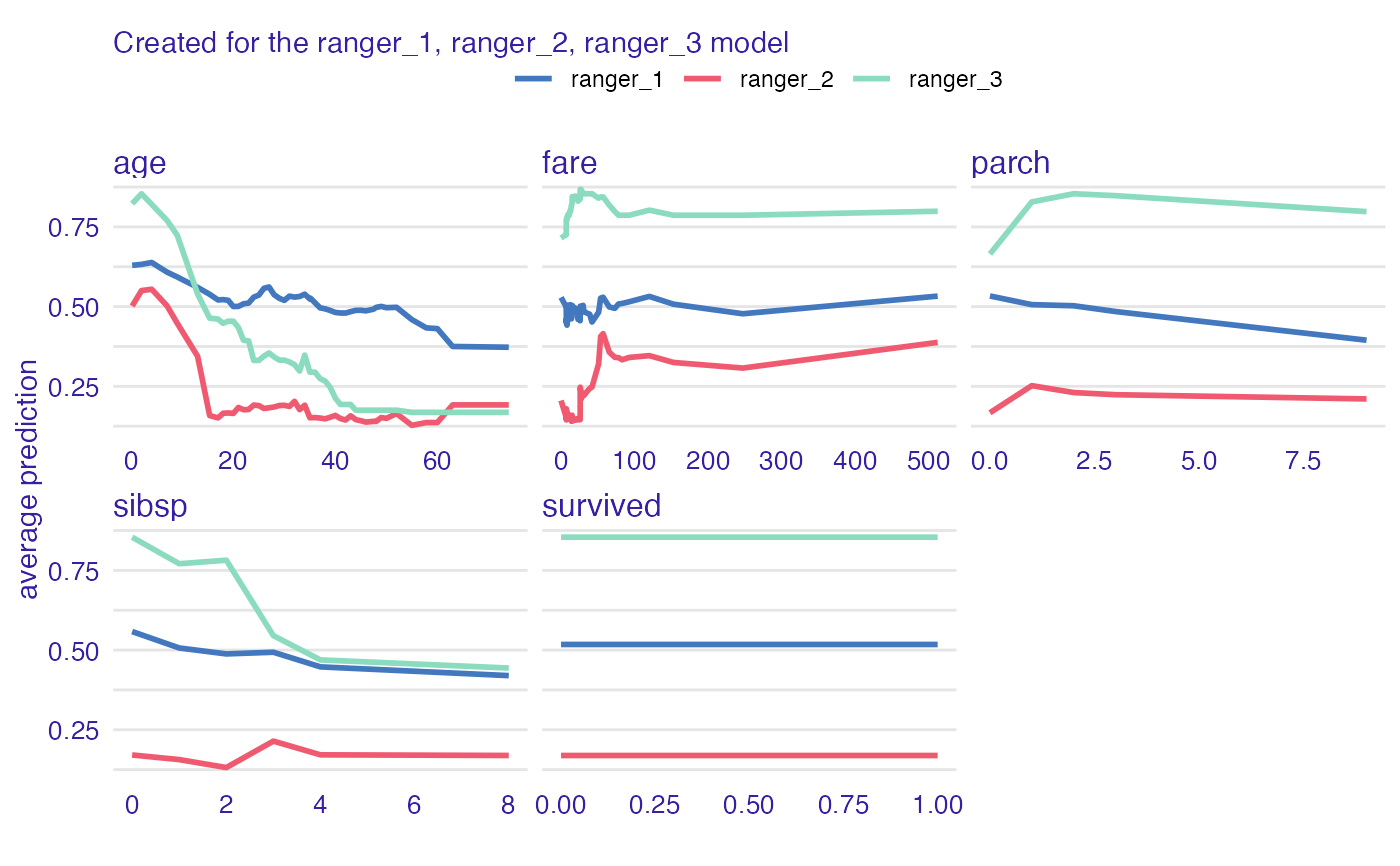 Created for the ranger_1, ranger_2, ranger_3 model
ranger_1 ranger_2 ranger_3
age fare parch
0.75
0.50
0.25
0 20 40 60 0 100 200 300 400 500 0.0 2.5 5.0 7.5
average prediction
sibsp survived
0.75
0.50
0.25
0 2 4 6 8 0.00 0.25 0.50 0.75 1.00